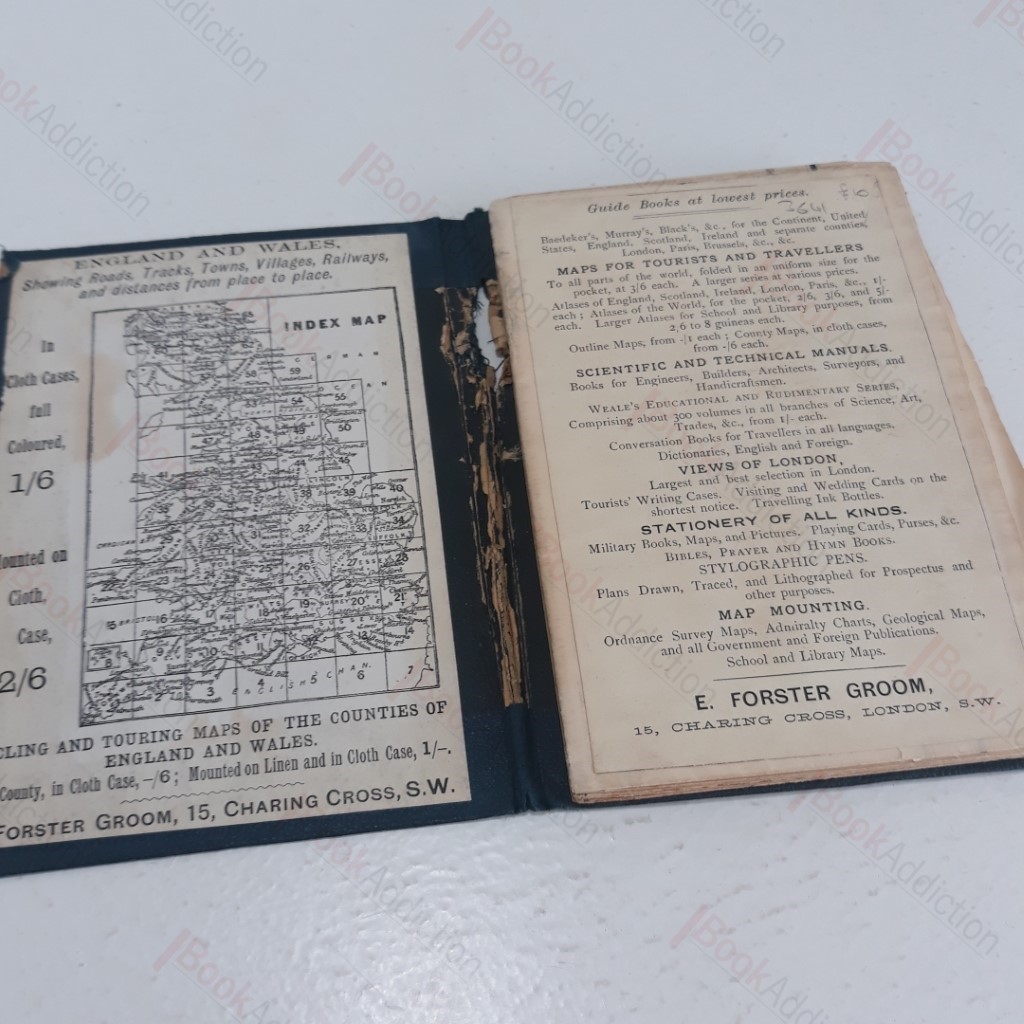 ENGLAND AND WALES,
Showing Roads, Tracks, Towns, Villages, Railways,
and distances from place to place.
In
Cloth Cases,
full
Coloured,
1/6
Mounted on
Cloth,
Case,
2/6
INDEX MAP
GERMAN
OCEAN
CARDIGAN BAY
BRISTOL
ENGLISH CHAN.
CLING AND TOURING MAPS OF THE COUNTIES OF
ENGLAND AND WALES.
County, in Cloth Case, -/6; Mounted on Linen and in Cloth Case, 1/-.
FORSTER GROOM, 15, CHARING CROSS, S.W.
£10
Guide Books at lowest prices.
Baedeker's, Murray's, Black's, &c., for the Continent, United
States, England, Scotland, Ireland and separate counties,
London, Paris, Brussels, &c., &c.
MAPS FOR TOURISTS AND TRAVELLERS
To all parts of the world, folded in an uniform size for the
pocket, at 3/6 each. A larger series at various prices.
Atlases of England, Scotland, Ireland, London, Paris, &c., 1/-
each; Atlases of the World, for the pocket, 2/6, 3/6, and 5/-
each. Larger Atlases for School and Library purposes, from
2/6 to 8 guineas each.
Outline Maps, from -/1 each; County Maps, in cloth cases,
from -/6 each.
SCIENTIFIC AND TECHNICAL MANUALS.
Books for Engineers, Builders, Architects, Surveyors, and
Handicraftsmen.
WEALE'S EDUCATIONAL AND RUDIMENTARY SERIES,
Comprising about 300 volumes in all branches of Science, Art,
Trades, &c., from 1/- each.
Conversation Books for Travellers in all languages,
Dictionaries, English and Foreign.
VIEWS OF LONDON,
Largest and best selection in London.
Tourists' Writing Cases. Visiting and Wedding Cards on the
shortest notice. Travelling Ink Bottles.
STATIONERY OF ALL KINDS.
Military Books, Maps, and Pictures. Playing Cards, Purses, &c.
BIBLES, PRAYER AND HYMN BOOKS.
STYLOGRAPHIC PENS.
Plans Drawn, Traced, and Lithographed for Prospectus and
other purposes.
MAP MOUNTING.
Ordnance Survey Maps, Admiralty Charts, Geological Maps,
and all Government and Foreign Publications.
School and Library Maps.
E. FORSTER GROOM,
15, CHARING CROSS, LONDON, S.W.
BookAddiction